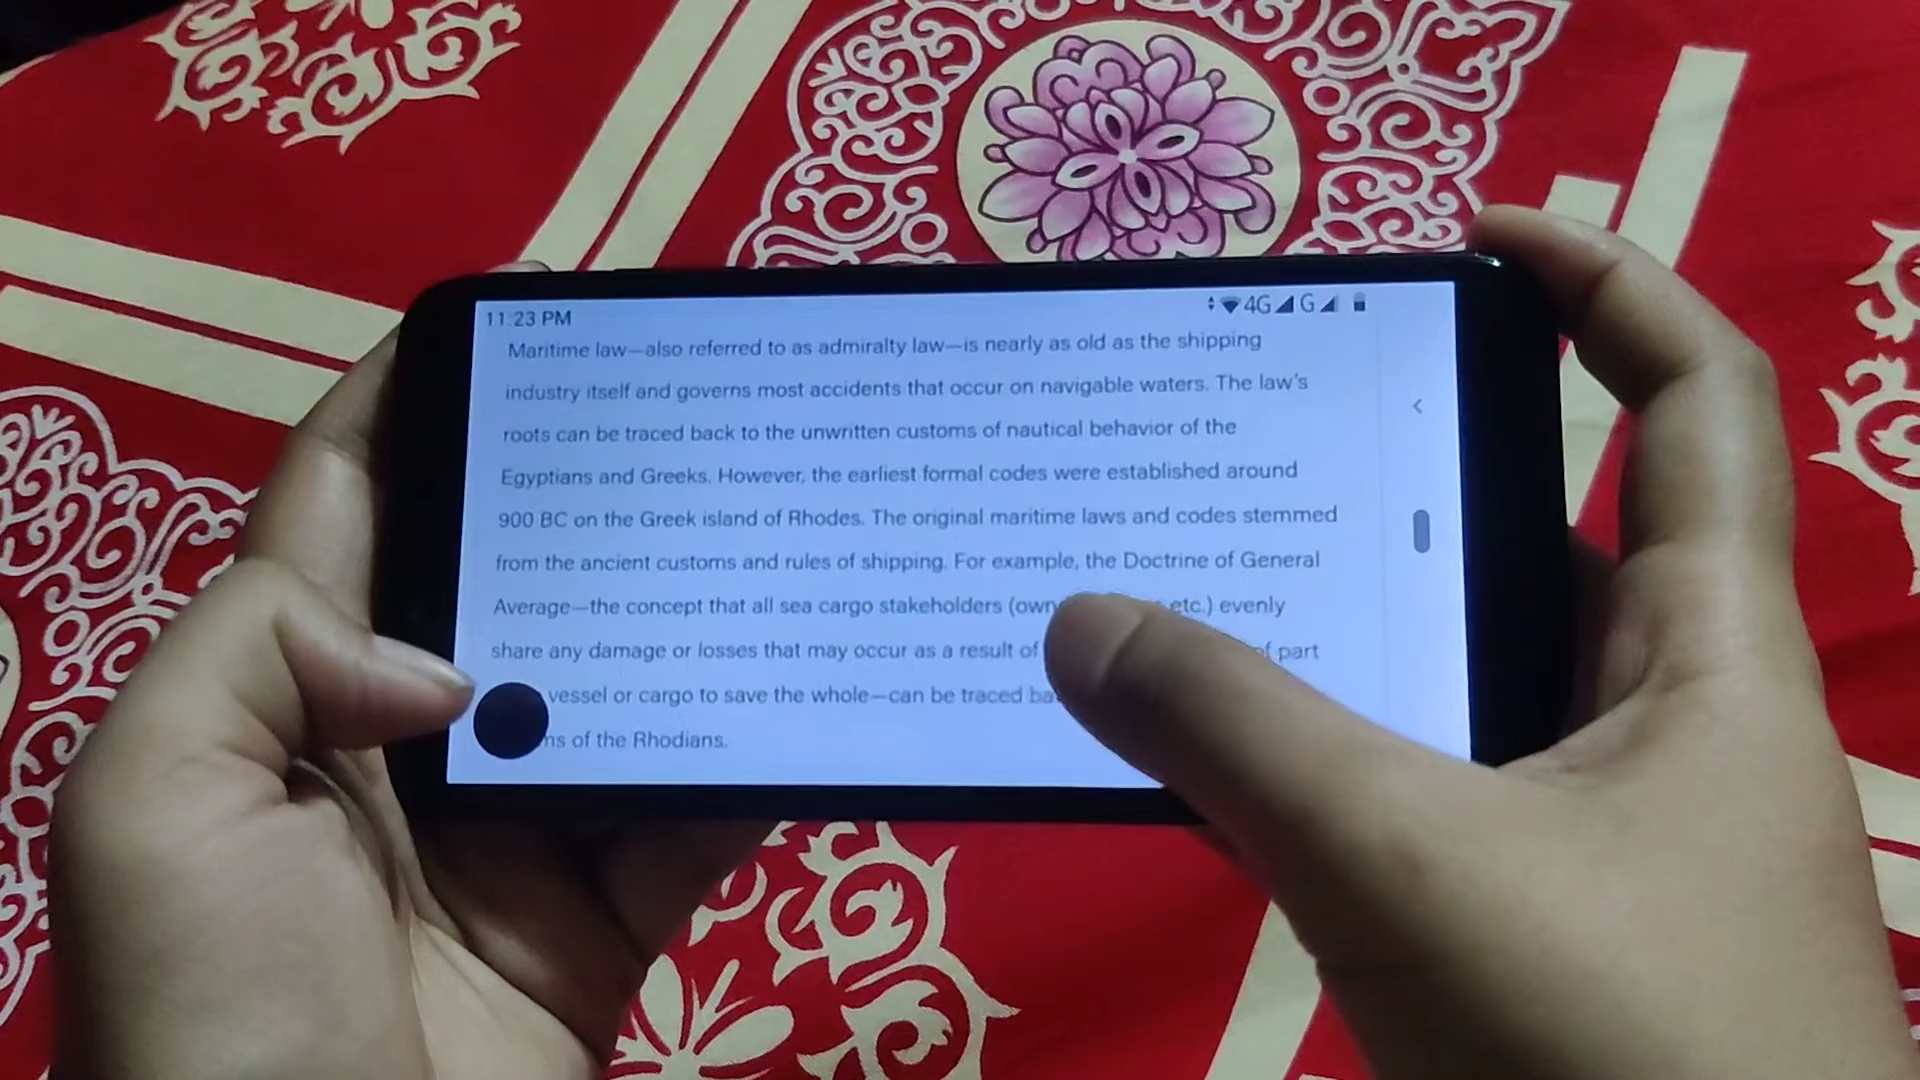 11:23 PM 4G G
Maritime law—also referred to as admiralty law—is nearly as old as the shipping
industry itself and governs most accidents that occur on navigable waters. The law's
roots can be traced back to the unwritten customs of nautical behavior of the
Egyptians and Greeks. However, the earliest formal codes were established around
900 BC on the Greek island of Rhodes. The original maritime laws and codes stemmed
from the ancient customs and rules of shipping. For example, the Doctrine of General
Average—the concept that all sea cargo stakeholders etc.) evenly
share any damage or losses that may occur as a result of part
vessel or cargo to save the whole—can be traced
of the Rhodians.